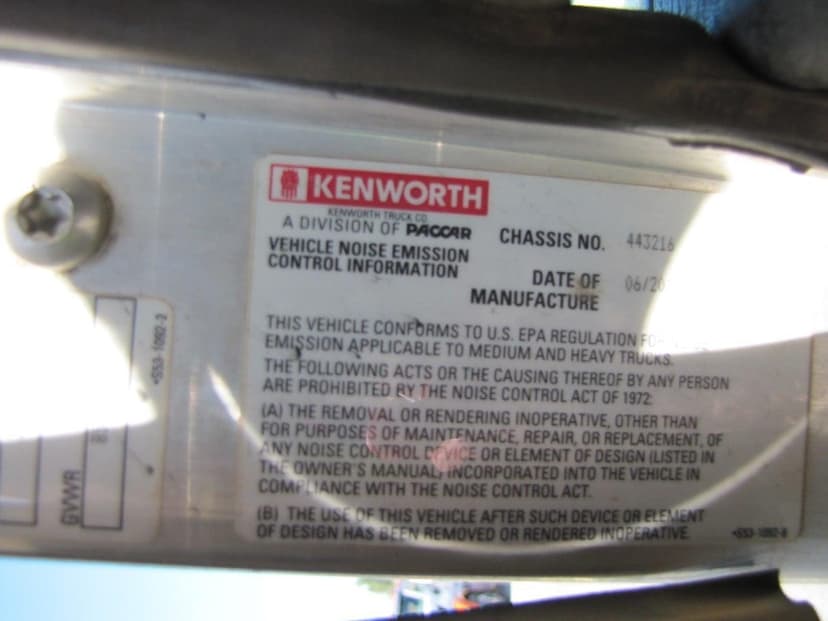 KENWORTH
KENWORTH TRUCK CO.
A DIVISION OF PACCAR
VEHICLE NOISE EMISSION
CONTROL INFORMATION
CHASSIS NO. 443216
DATE OF
MANUFACTURE
06/20
THIS VEHICLE CONFORMS TO U.S. EPA REGULATION
EMISSION APPLICABLE TO MEDIUM AND HEAVY TRUCKS.
THE FOLLOWING ACTS OR THE CAUSING THEREOF BY ANY PERSON
ARE PROHIBITED BY THE NOISE CONTROL ACT OF 1972:
(A) THE REMOVAL OR RENDERING INOPERATIVE, OTHER THAN
FOR PURPOSES OF MAINTENANCE, REPAIR, OR REPLACEMENT, OF
ANY NOISE CONTROL DEVICE OR ELEMENT OF DESIGN (LISTED IN
THE OWNER'S MANUAL) INCORPORATED INTO THE VEHICLE IN
COMPLIANCE WITH THE NOISE CONTROL ACT.
(B) THE USE OF THIS VEHICLE AFTER SUCH DEVICE OR ELEMENT
OF DESIGN HAS BEEN REMOVED OR RENDERED INOPERATIVE.
GVWR